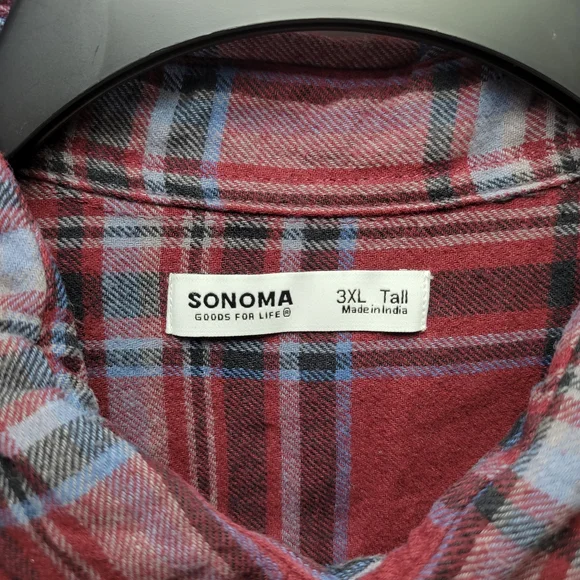 SONOMA
GOODS FOR LIFE®
3XL Tall
Made in India